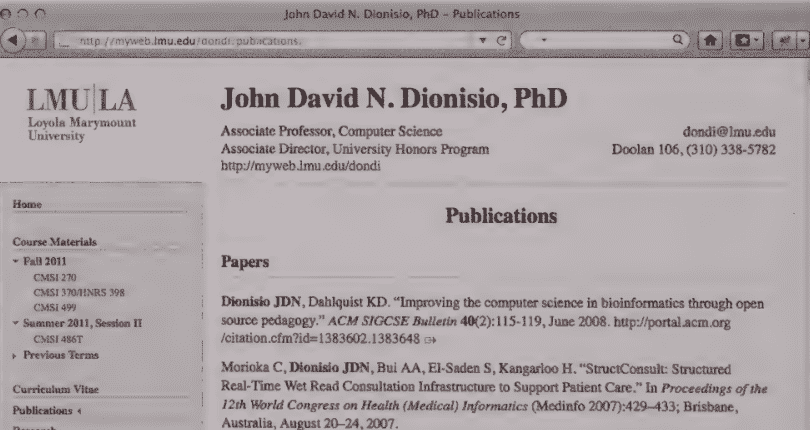 John David N. Dionisio, PhD – Publications
http://myweb.lmu.edu/dondi/publications.
LMU|LA
Loyola Marymount
University
John David N. Dionisio, PhD
Associate Professor, Computer Science
dondi@lmu.edu
Associate Director, University Honors Program
Doolan 106, (310) 338-5782
http://myweb.lmu.edu/dondi
Home
Course Materials
Fall 2011
CMSI 270
CMSI 370/HNRS 398
CMSI 499
Summer 2011, Session II
CMSI 486T
Previous Terms
Curriculum Vitae
Publications
Publications
Papers
Dionisio JDN, Dahlquist KD. “Improving the computer science in bioinformatics through open
source pedagogy.” ACM SIGCSE Bulletin 40(2):115-119, June 2008. http://portal.acm.org
/citation.cfm?id=1383602.1383648
Morioka C, Dionisio JDN, Bui AA, El-Saden S, Kangarloo H. “StructConsult: Structured
Real-Time Wet Read Consultation Infrastructure to Support Patient Care.” In Proceedings of the
12th World Congress on Health (Medical) Informatics (Medinfo 2007):429–433; Brisbane,
Australia, August 20–24, 2007.